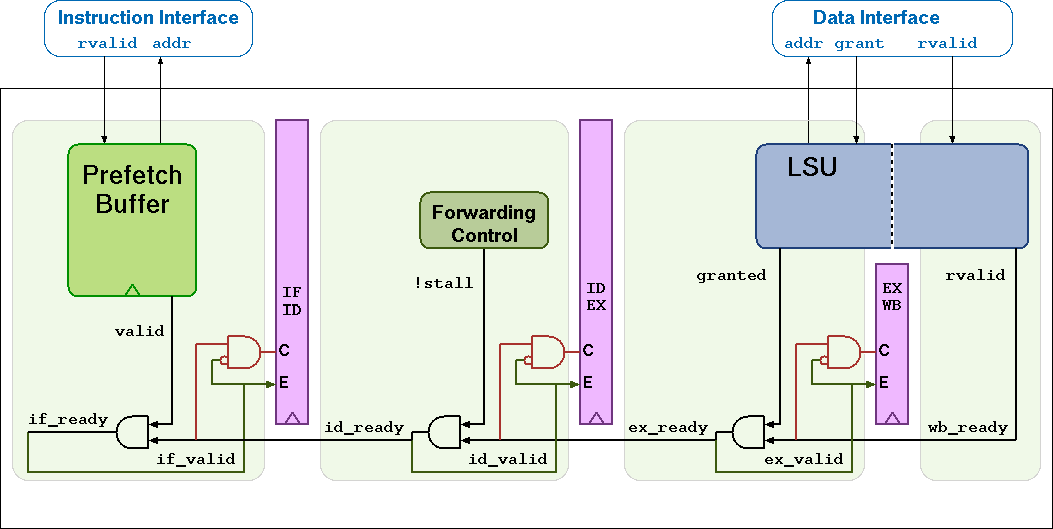 Instruction Interface
rvalid addr
Data Interface
addr grant rvalid
Prefetch
Buffer
LSU
Forwarding
Control
!stall
granted
rvalid
IF
ID
ID
EX
EX
WB
valid
C
C
C
E
E
E
if_ready
id_ready
ex_ready
wb_ready
if_valid
id_valid
ex_valid